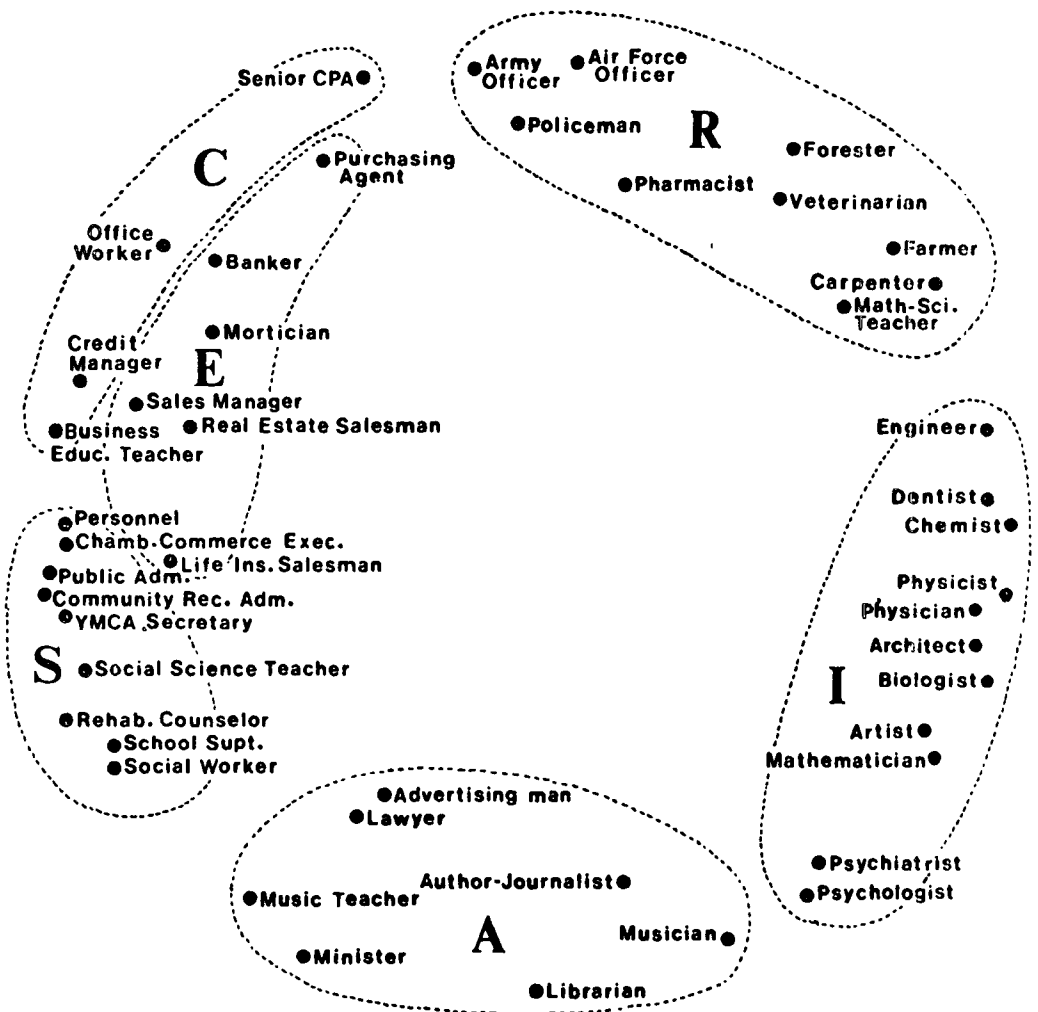 Senior CPA
C
Purchasing
Agent
Office
Worker
Banker
Mortician
Credit
Manager
E
Sales Manager
Business
Educ. Teacher
Real Estate Salesman
Army
Officer
Air Force
Officer
Policeman
R
Forester
Pharmacist
Veterinarian
Farmer
Carpenter
Math-Sci.
Teacher
Personnel
Chamb. Commerce Exec.
Life Ins. Salesman
Public Adm.
Community Rec. Adm.
YMCA Secretary
S
Social Science Teacher
Rehab. Counselor
School Supt.
Social Worker
Engineer
Dentist
Chemist
Physicist
Physician
Architect
I
Biologist
Artist
Mathematician
Psychiatrist
Psychologist
Advertising man
Lawyer
Author-Journalist
Music Teacher
A
Musician
Minister
Librarian